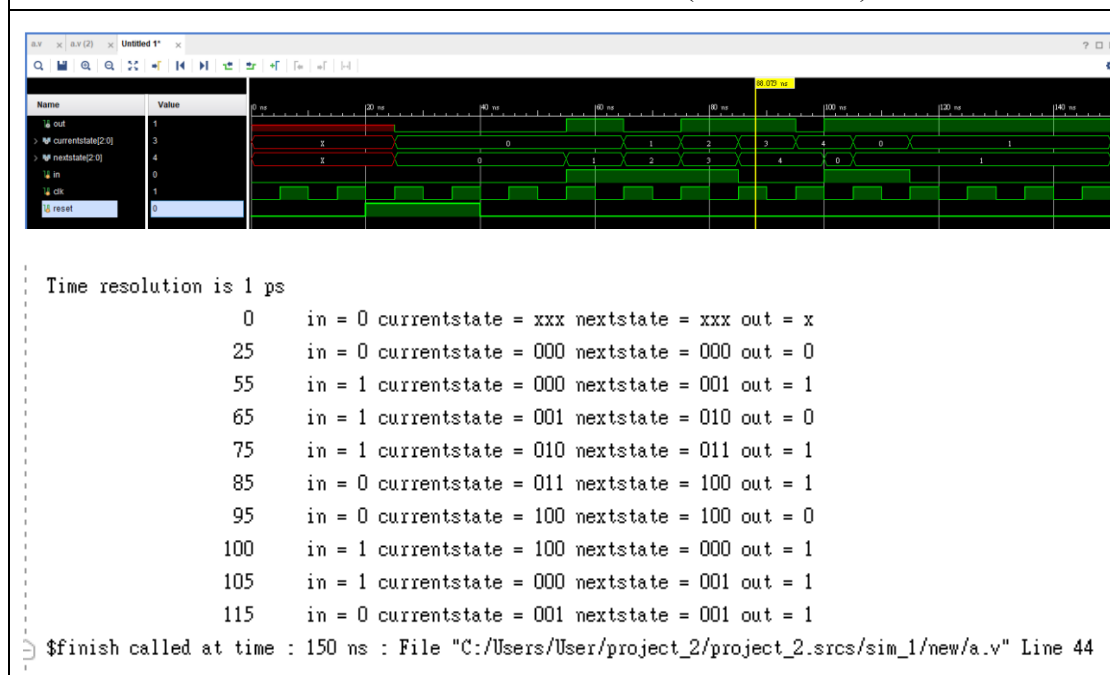 a.v x a.v (2) x Untitled 1* x
Name Value
0 ns 20 ns 40 ns 60 ns 80 ns 88.079 ns 100 ns 120 ns 140 ns
out 1
currentstate[2:0] 3 X 0 1 2 3 4 0 1
nextstate[2:0] 4 X 0 1 2 3 4 0 1
in 0
clk 1
reset 0
Time resolution is 1 ps
0 in = 0 currentstate = xxx nextstate = xxx out = x
25 in = 0 currentstate = 000 nextstate = 000 out = 0
55 in = 1 currentstate = 000 nextstate = 001 out = 1
65 in = 1 currentstate = 001 nextstate = 010 out = 0
75 in = 1 currentstate = 010 nextstate = 011 out = 1
85 in = 0 currentstate = 011 nextstate = 100 out = 1
95 in = 0 currentstate = 100 nextstate = 100 out = 0
100 in = 1 currentstate = 100 nextstate = 000 out = 1
105 in = 1 currentstate = 000 nextstate = 001 out = 1
115 in = 0 currentstate = 001 nextstate = 001 out = 1
$finish called at time : 150 ns : File "C:/Users/User/project_2/project_2.srcs/sim_1/new/a.v" Line 44